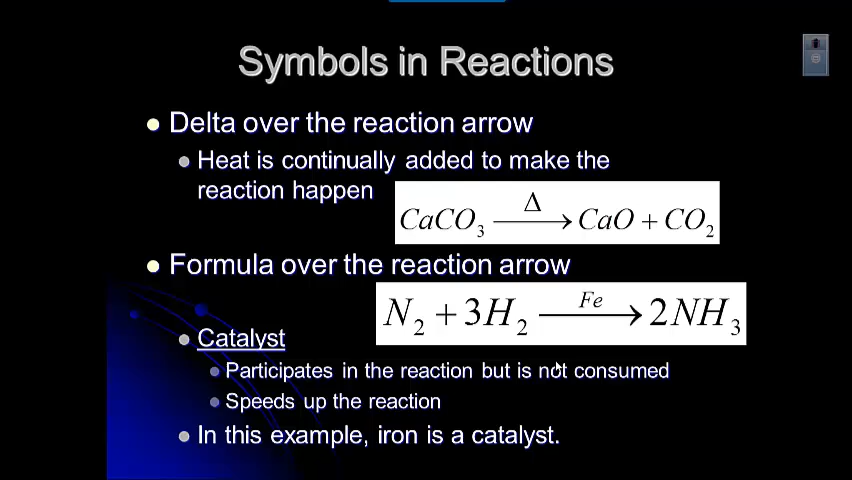 Symbols in Reactions
Delta over the reaction arrow
Heat is continually added to make the
reaction happen
Δ
CaCO₃ ⟶ CaO + CO₂
Formula over the reaction arrow
Fe
N₂ + 3H₂ ⟶ 2NH₃
Catalyst
Participates in the reaction but is not consumed
Speeds up the reaction
In this example, iron is a catalyst.